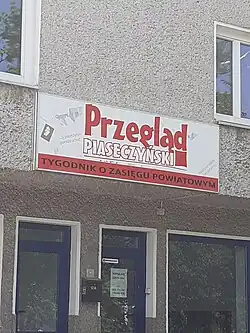 Przegląd
PIASECZYŃSKI
TYGODNIK O ZASIĘGU POWIATOWYM